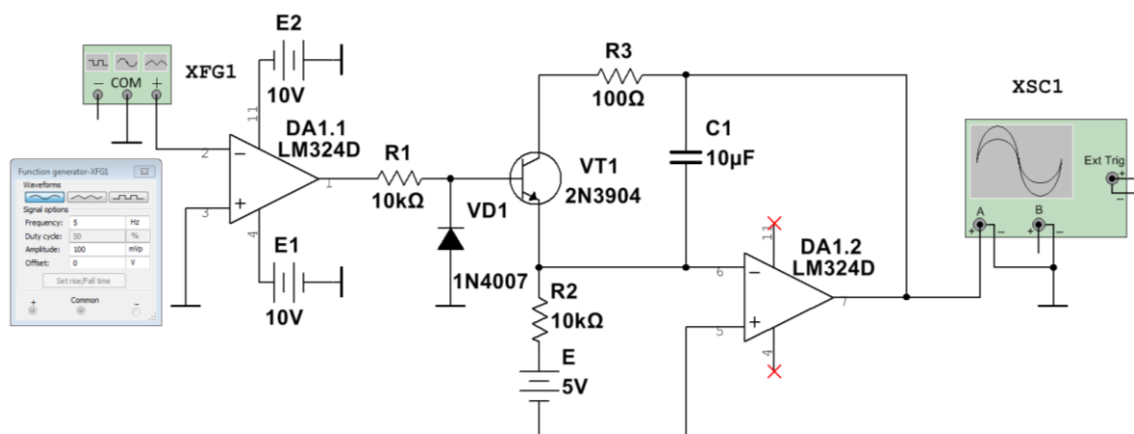 E2
10V
XFG1
COM
11
DA1.1
LM324D
2
3
1
4
E1
10V
R1
10kΩ
VD1
1N4007
VT1
2N3904
R3
100Ω
C1
10µF
R2
10kΩ
E
5V
11
DA1.2
LM324D
6
5
7
4
XSC1
Ext Trig
A
B
Function generator-XFG1
Waveforms
Signal options
Frequency: 5 Hz
Duty cycle: 50 %
Amplitude: 100 mVp
Offset: 0 V
Set rise/Fall time
+ Common -